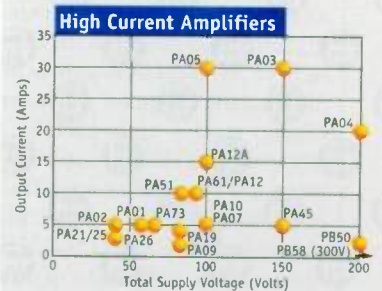 High Current Amplifiers
Output Current (Amps)
35
30
25
20
15
10
5
0
PA05
PA03
PA04
PA12A
PA51
PA61/PA12
PA02
PA01
PA73
PA10
PA07
PA45
PA21/25
PA26
PA19
PA09
PB50
PB58 (300V)
0
50
100
150
200
Total Supply Voltage (Volts)